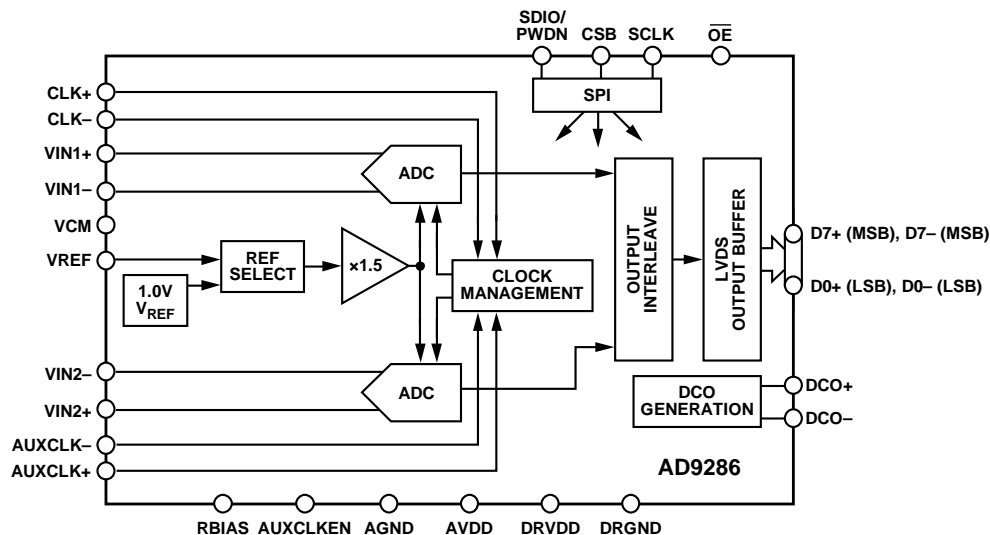 SDIO/
PWDN
CSB
SCLK
OE
SPI
CLK+
CLK–
VIN1+
VIN1–
VCM
VREF
ADC
REF
SELECT
×1.5
1.0V
VREF
CLOCK
MANAGEMENT
OUTPUT
INTERLEAVE
LVDS
OUTPUT BUFFER
D7+ (MSB), D7– (MSB)
D0+ (LSB), D0– (LSB)
VIN2–
VIN2+
ADC
AUXCLK–
AUXCLK+
DCO
GENERATION
DCO+
DCO–
AD9286
RBIAS
AUXCLKEN
AGND
AVDD
DRVDD
DRGND